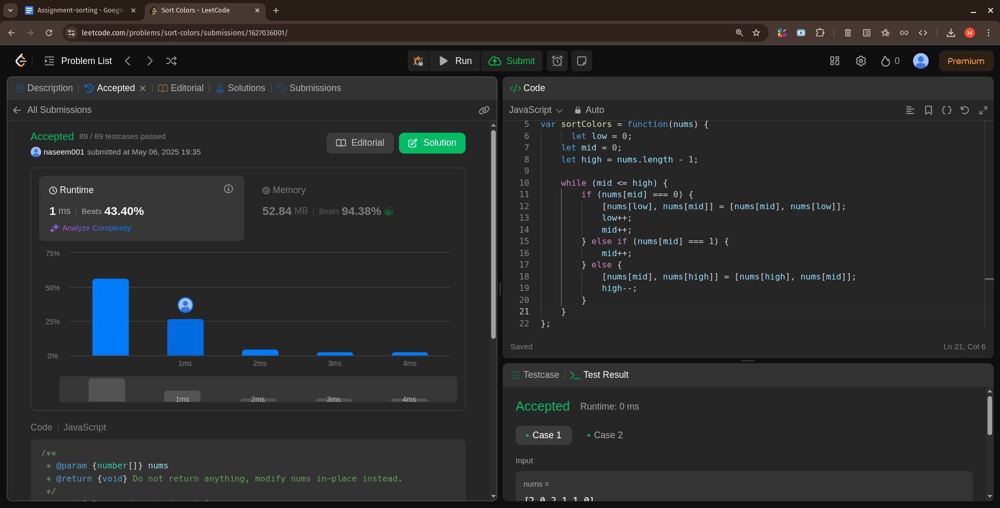 Assignment-sorting - Google
Sort Colors - LeetCode
leetcode.com/problems/sort-colors/submissions/1627036001/
M
Problem List
Run
Submit
0
Premium
Description
Accepted
Editorial
Solutions
Submissions
All Submissions
Accepted 89 / 89 testcases passed
naseem001 submitted at May 06, 2025 19:35
Editorial
Solution
Runtime
1 ms | Beats 43.40%
Analyze Complexity
Memory
52.84 MB | Beats 94.38%
75%
50%
25%
0%
1ms 2ms 3ms 4ms
1ms 2ms 3ms 4ms
Code | JavaScript
/**
* @param {number[]} nums
* @return {void} Do not return anything, modify nums in-place instead.
*/
Code
JavaScript
Auto
5 var sortColors = function(nums) {
6 let low = 0;
7 let mid = 0;
8 let high = nums.length - 1;
9
10 while (mid <= high) {
11 if (nums[mid] === 0) {
12 [nums[low], nums[mid]] = [nums[mid], nums[low]];
13 low++;
14 mid++;
15 } else if (nums[mid] === 1) {
16 mid++;
17 } else {
18 [nums[mid], nums[high]] = [nums[high], nums[mid]];
19 high--;
20 }
21 }
22 };
Saved
Ln 21, Col 6
Testcase
Test Result
Accepted Runtime: 0 ms
• Case 1
• Case 2
Input
nums =
[2,0,2,1,1,0]